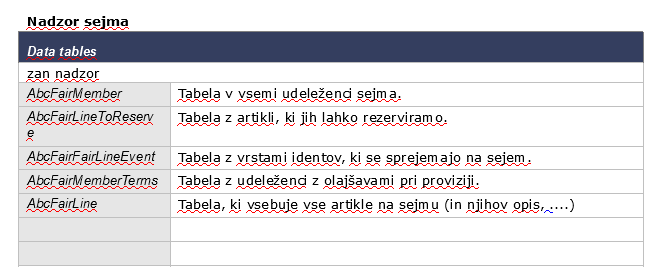 Nadzor sejma
Data tables
zan nadzor
AbcFairMember Tabela v vsemi udeleženci sejma.
AbcFairLineToReserv
e Tabela z artikli, ki jih lahko rezerviramo.
AbcFairFairLineEvent Tabela z vrstami identov, ki se sprejemajo na sejem.
AbcFairMemberTerms Tabela z udeleženci z olajšavami pri proviziji.
AbcFairLine Tabela, ki vsebuje vse artikle na sejmu (in njihov opis, ....)